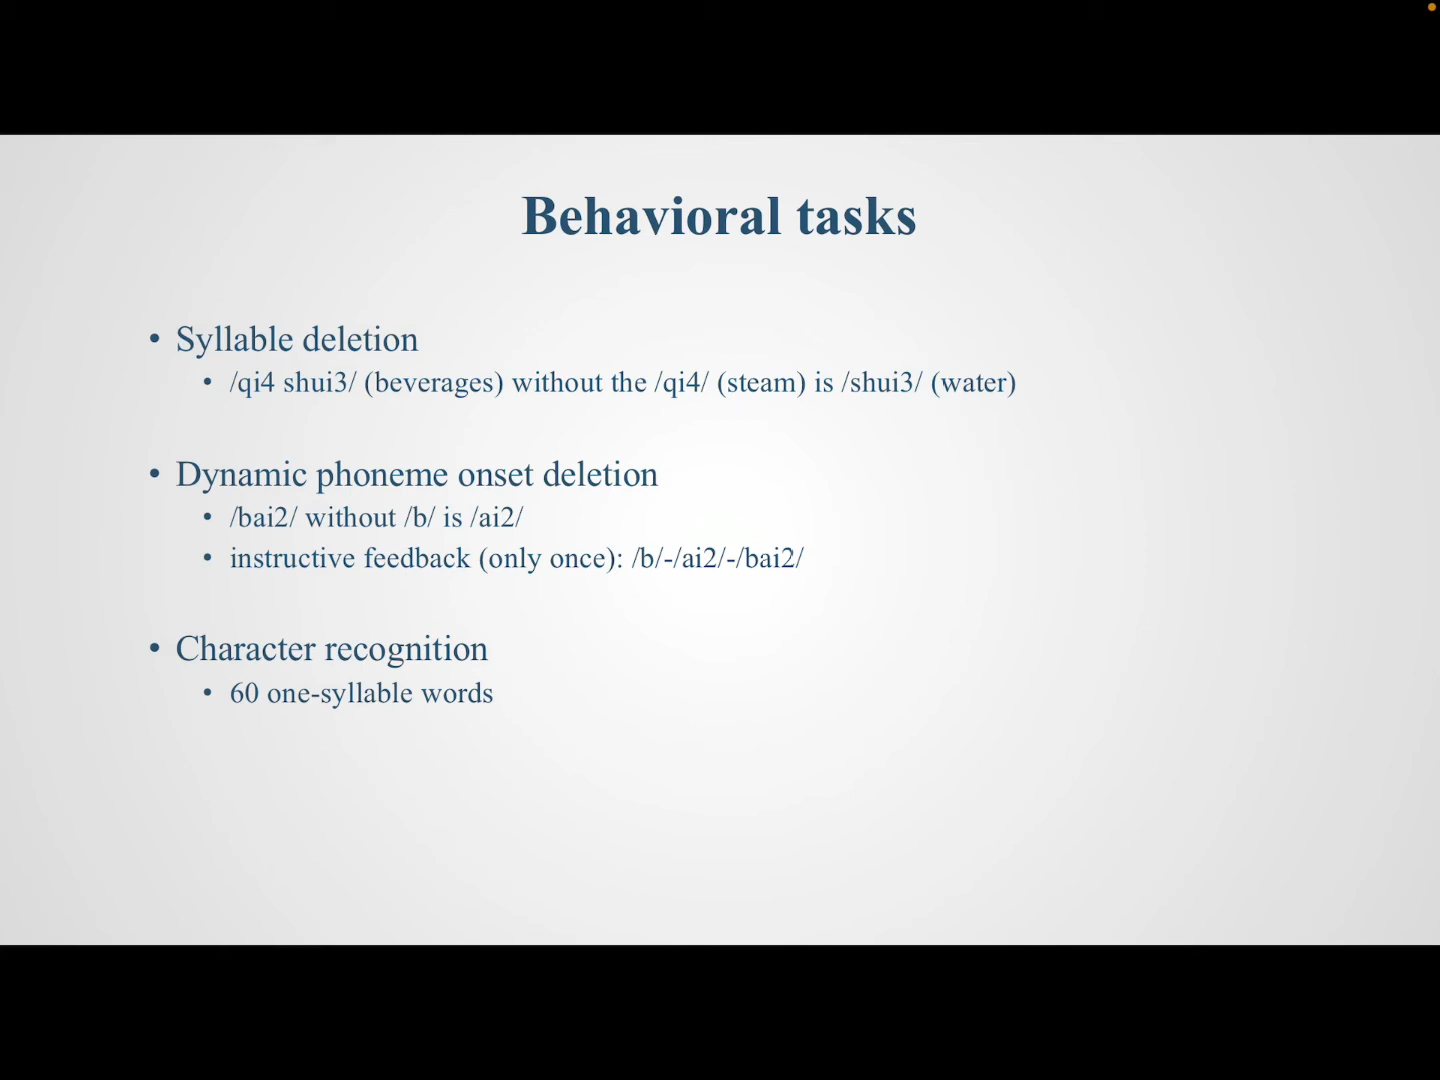 Behavioral tasks
• Syllable deletion
• /qi4 shui3/ (beverages) without the /qi4/ (steam) is /shui3/ (water)
• Dynamic phoneme onset deletion
• /bai2/ without /b/ is /ai2/
• instructive feedback (only once): /b/-/ai2/-/bai2/
• Character recognition
• 60 one-syllable words